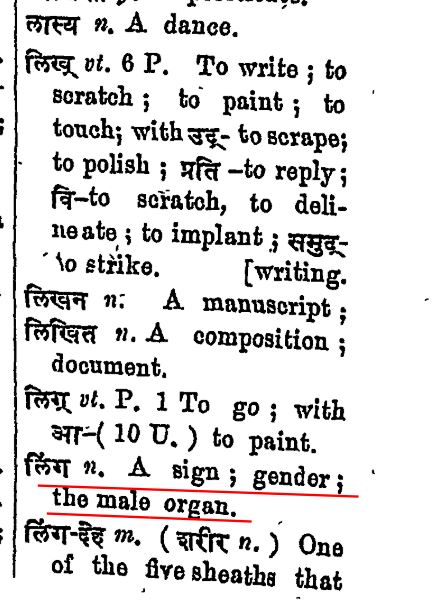 लास्य n. A dance.
लिख् vt. 6 P. To write ; to
scratch ; to paint ; to
touch; with उद्- to scrape;
to polish ; प्रति –to reply ;
वि–to scratch, to deli-
neate ; to implant ; समुद्-
to strike. [writing.
लिखन n. A manuscript ;
लिखित n. A composition ;
document.
लिग् vt. P. 1 To go ; with
आ–( 10 U. ) to paint.
लिंग n. A sign ; gender ;
the male organ.
लिंग-देह m. ( शरीर n. ) One
of the five sheaths that